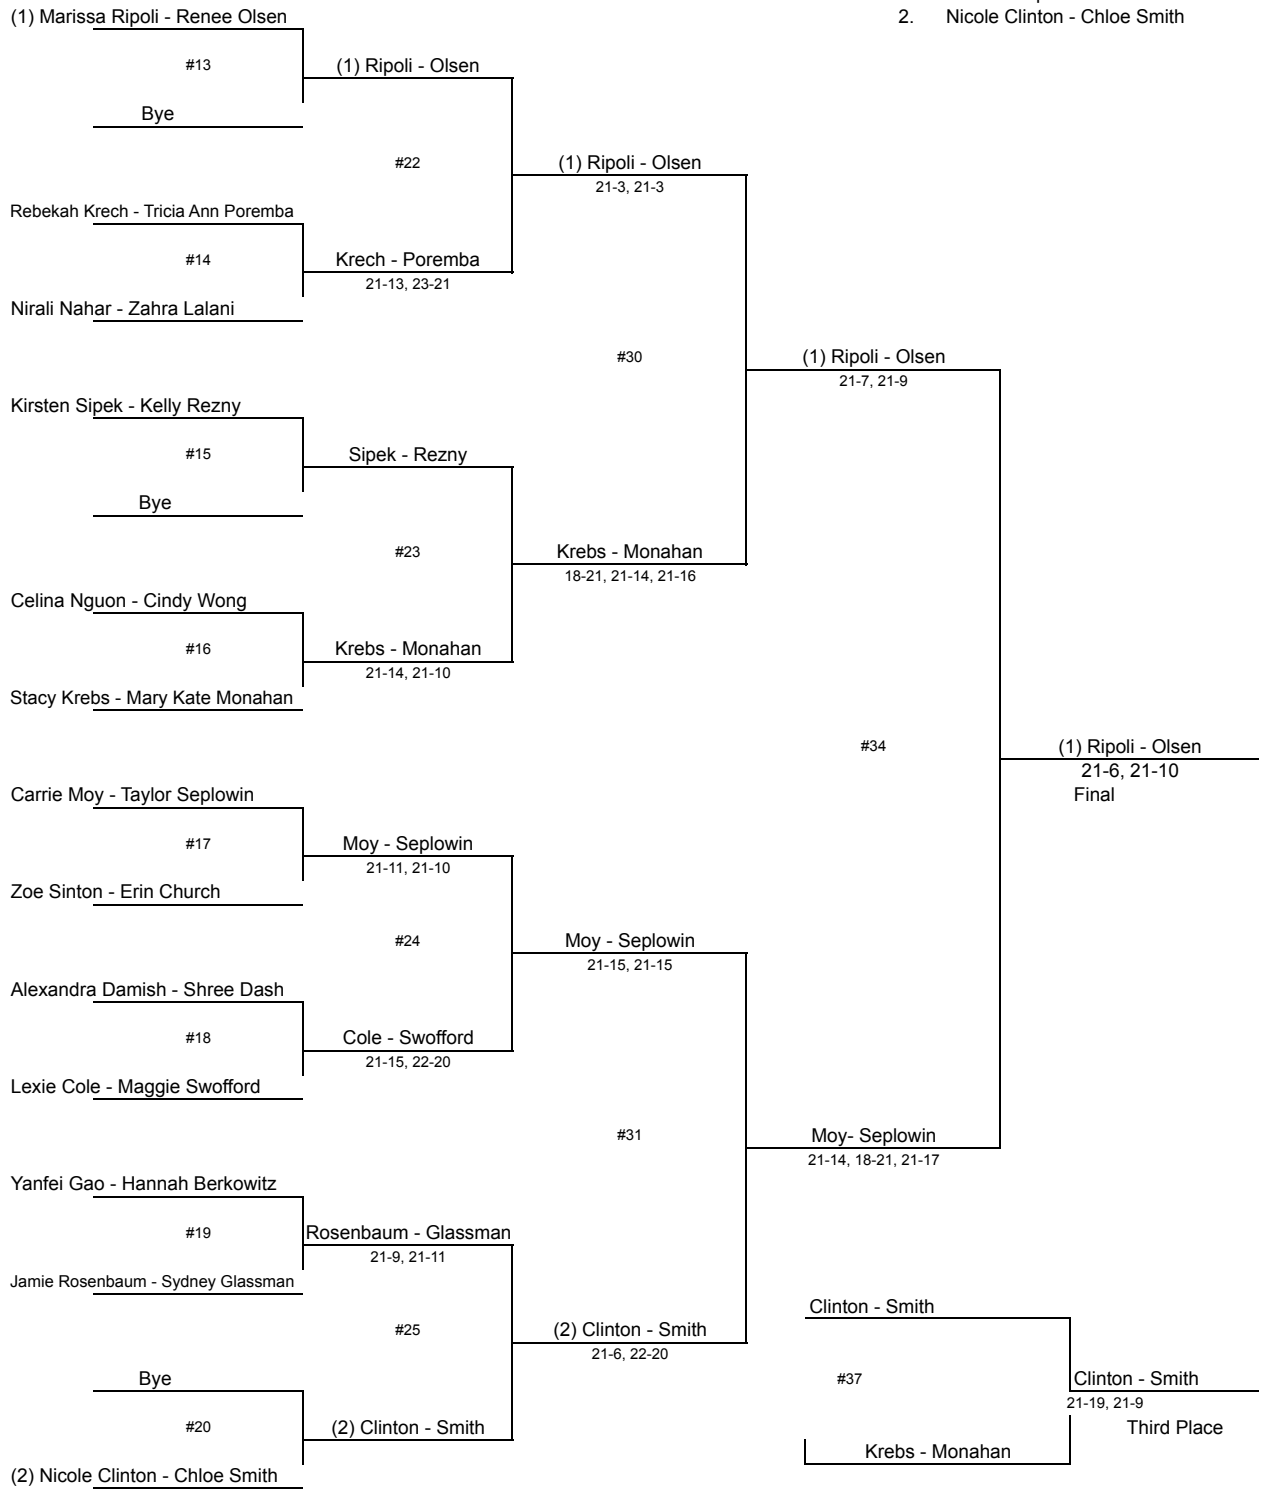 (1) Marissa Ripoli - Renee Olsen
2. Nicole Clinton - Chloe Smith
#13
(1) Ripoli - Olsen
Bye
#22
(1) Ripoli - Olsen
21-3, 21-3
Rebekah Krech - Tricia Ann Poremba
#14
Krech - Poremba
21-13, 23-21
Nirali Nahar - Zahra Lalani
#30
(1) Ripoli - Olsen
21-7, 21-9
Kirsten Sipek - Kelly Rezny
#15
Sipek - Rezny
Bye
#23
Krebs - Monahan
18-21, 21-14, 21-16
Celina Nguon - Cindy Wong
#16
Krebs - Monahan
21-14, 21-10
Stacy Krebs - Mary Kate Monahan
#34
(1) Ripoli - Olsen
21-6, 21-10
Final
Carrie Moy - Taylor Seplowin
#17
Moy - Seplowin
21-11, 21-10
Zoe Sinton - Erin Church
#24
Moy - Seplowin
21-15, 21-15
Alexandra Damish - Shree Dash
#18
Cole - Swofford
21-15, 22-20
Lexie Cole - Maggie Swofford
#31
Moy- Seplowin
21-14, 18-21, 21-17
Yanfei Gao - Hannah Berkowitz
#19
Rosenbaum - Glassman
21-9, 21-11
Jamie Rosenbaum - Sydney Glassman
#25
(2) Clinton - Smith
21-6, 22-20
Bye
#20
(2) Clinton - Smith
(2) Nicole Clinton - Chloe Smith
Clinton - Smith
#37
Clinton - Smith
21-19, 21-9
Third Place
Krebs - Monahan